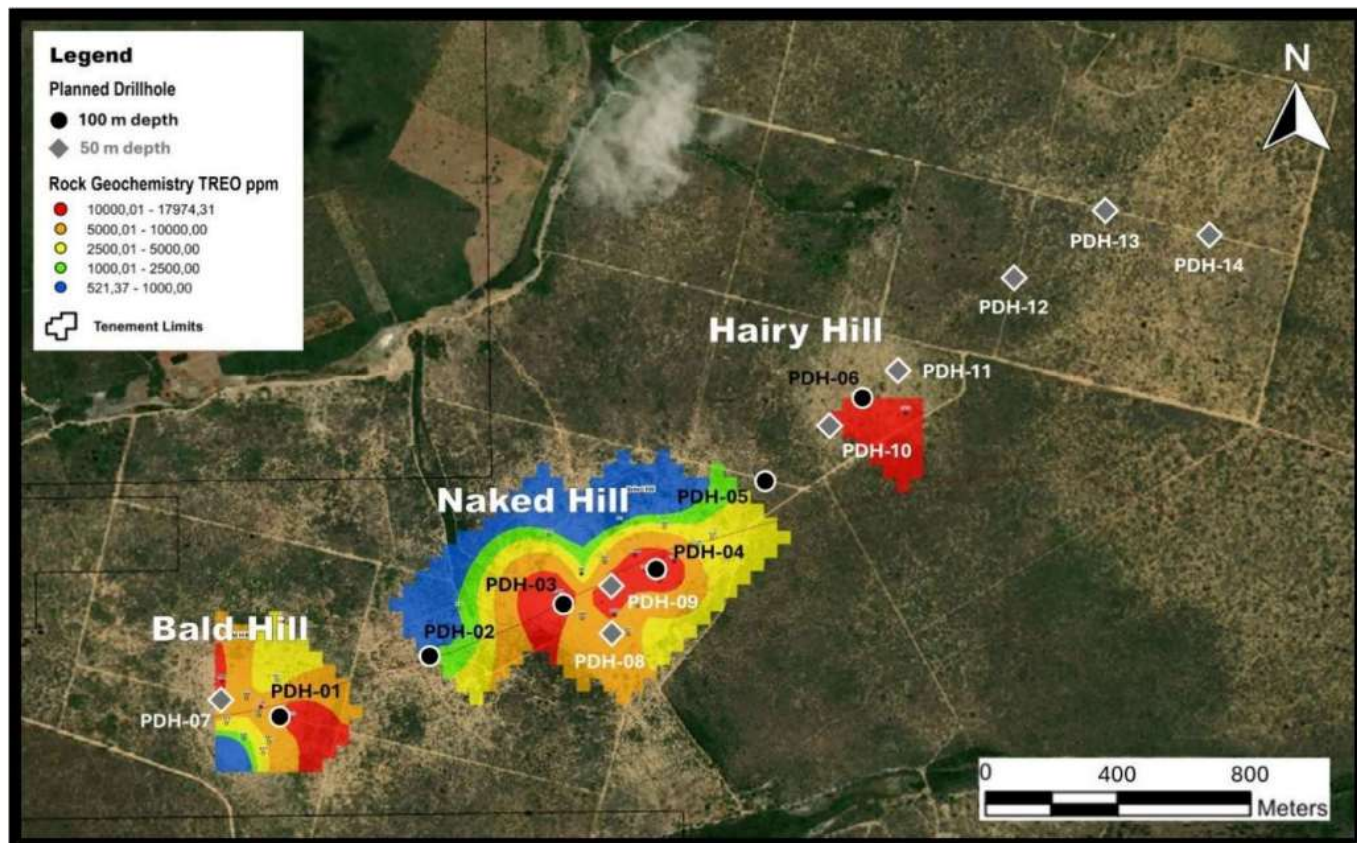 Legend
Planned Drillhole
100 m depth
50 m depth
Rock Geochemistry TREO ppm
10000,01 - 17974,31
5000,01 - 10000,00
2500,01 - 5000,00
1000,01 - 2500,00
521,37 - 1000,00
Tenement Limits
N
PDH-13
PDH-14
PDH-12
Hairy Hill
PDH-06
PDH-11
PDH-10
Naked Hill
PDH-05
PDH-04
PDH-03
PDH-09
PDH-02
PDH-08
Bald Hill
PDH-01
PDH-07
0 400 800
Meters